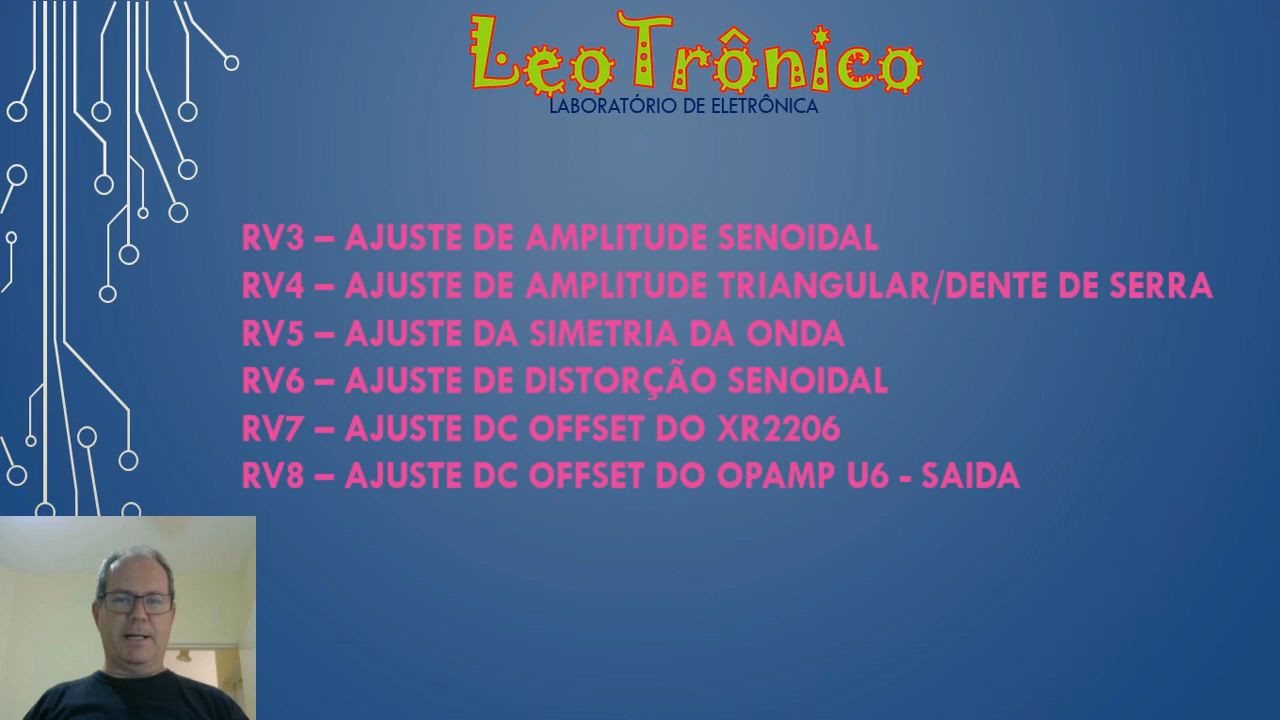 LeoTrônico
LABORATÓRIO DE ELETRÔNICA
RV3 – AJUSTE DE AMPLITUDE SENOIDAL
RV4 – AJUSTE DE AMPLITUDE TRIANGULAR/DENTE DE SERRA
RV5 – AJUSTE DA SIMETRIA DA ONDA
RV6 – AJUSTE DE DISTORÇÃO SENOIDAL
RV7 – AJUSTE DC OFFSET DO XR2206
RV8 – AJUSTE DC OFFSET DO OPAMP U6 - SAIDA